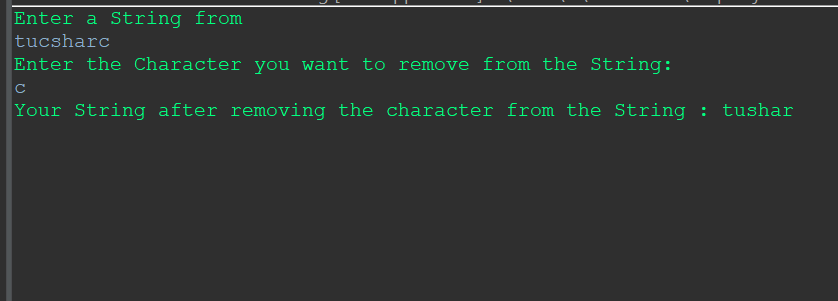 Enter a String from
tucsharc
Enter the Character you want to remove from the String:
c
Your String after removing the character from the String : tushar